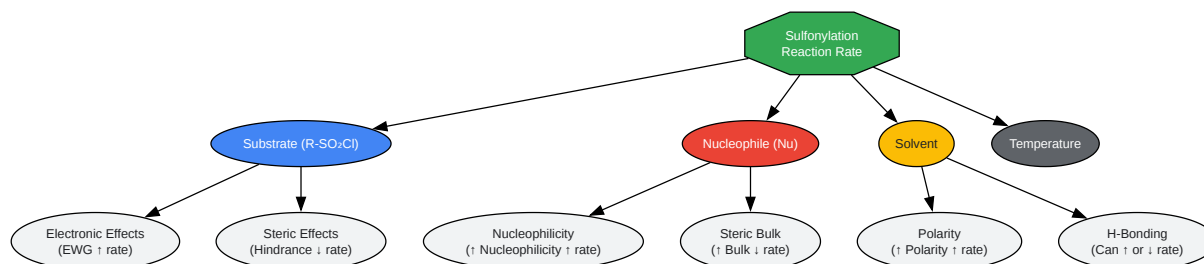 Sulfonylation
Reaction Rate
Substrate (R-SO₂Cl)
Nucleophile (Nu)
Solvent
Temperature
Electronic Effects
(EWG ↑ rate)
Steric Effects
(Hindrance ↓ rate)
Nucleophilicity
(↑ Nucleophilicity ↑ rate)
Steric Bulk
(↑ Bulk ↓ rate)
Polarity
(↑ Polarity ↑ rate)
H-Bonding
(Can ↑ or ↓ rate)